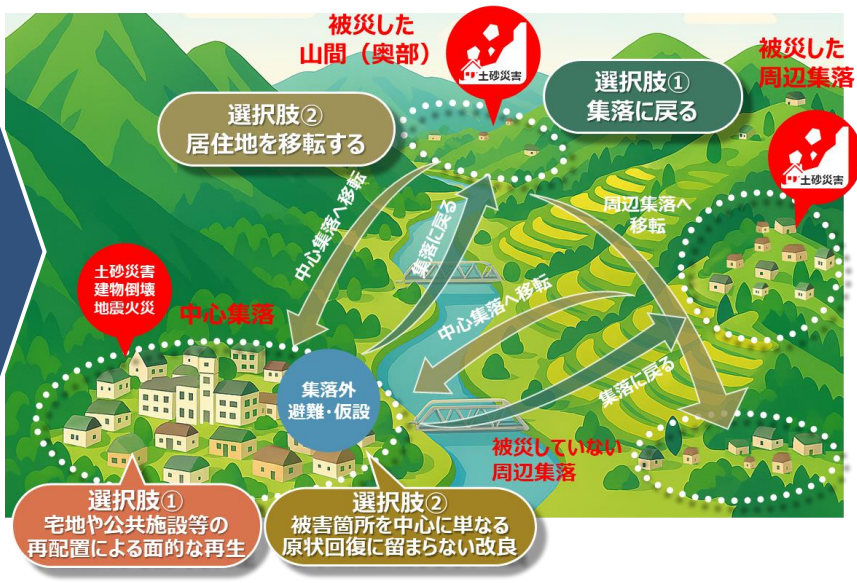 被災した
山間（奥部）
土砂災害
被災した
周辺集落
土砂災害
選択肢①
集落に戻る
選択肢②
居住地を移転する
中心集落へ移転
集落に戻る
周辺集落へ
移転
中心集落へ移転
集落に戻る
土砂災害
建物倒壊
地震火災
中心集落
集落外
避難・仮設
被災していない
周辺集落
選択肢①
宅地や公共施設等の
再配置による面的な再生
選択肢②
被害箇所を中心に単なる
原状回復に留まらない改良